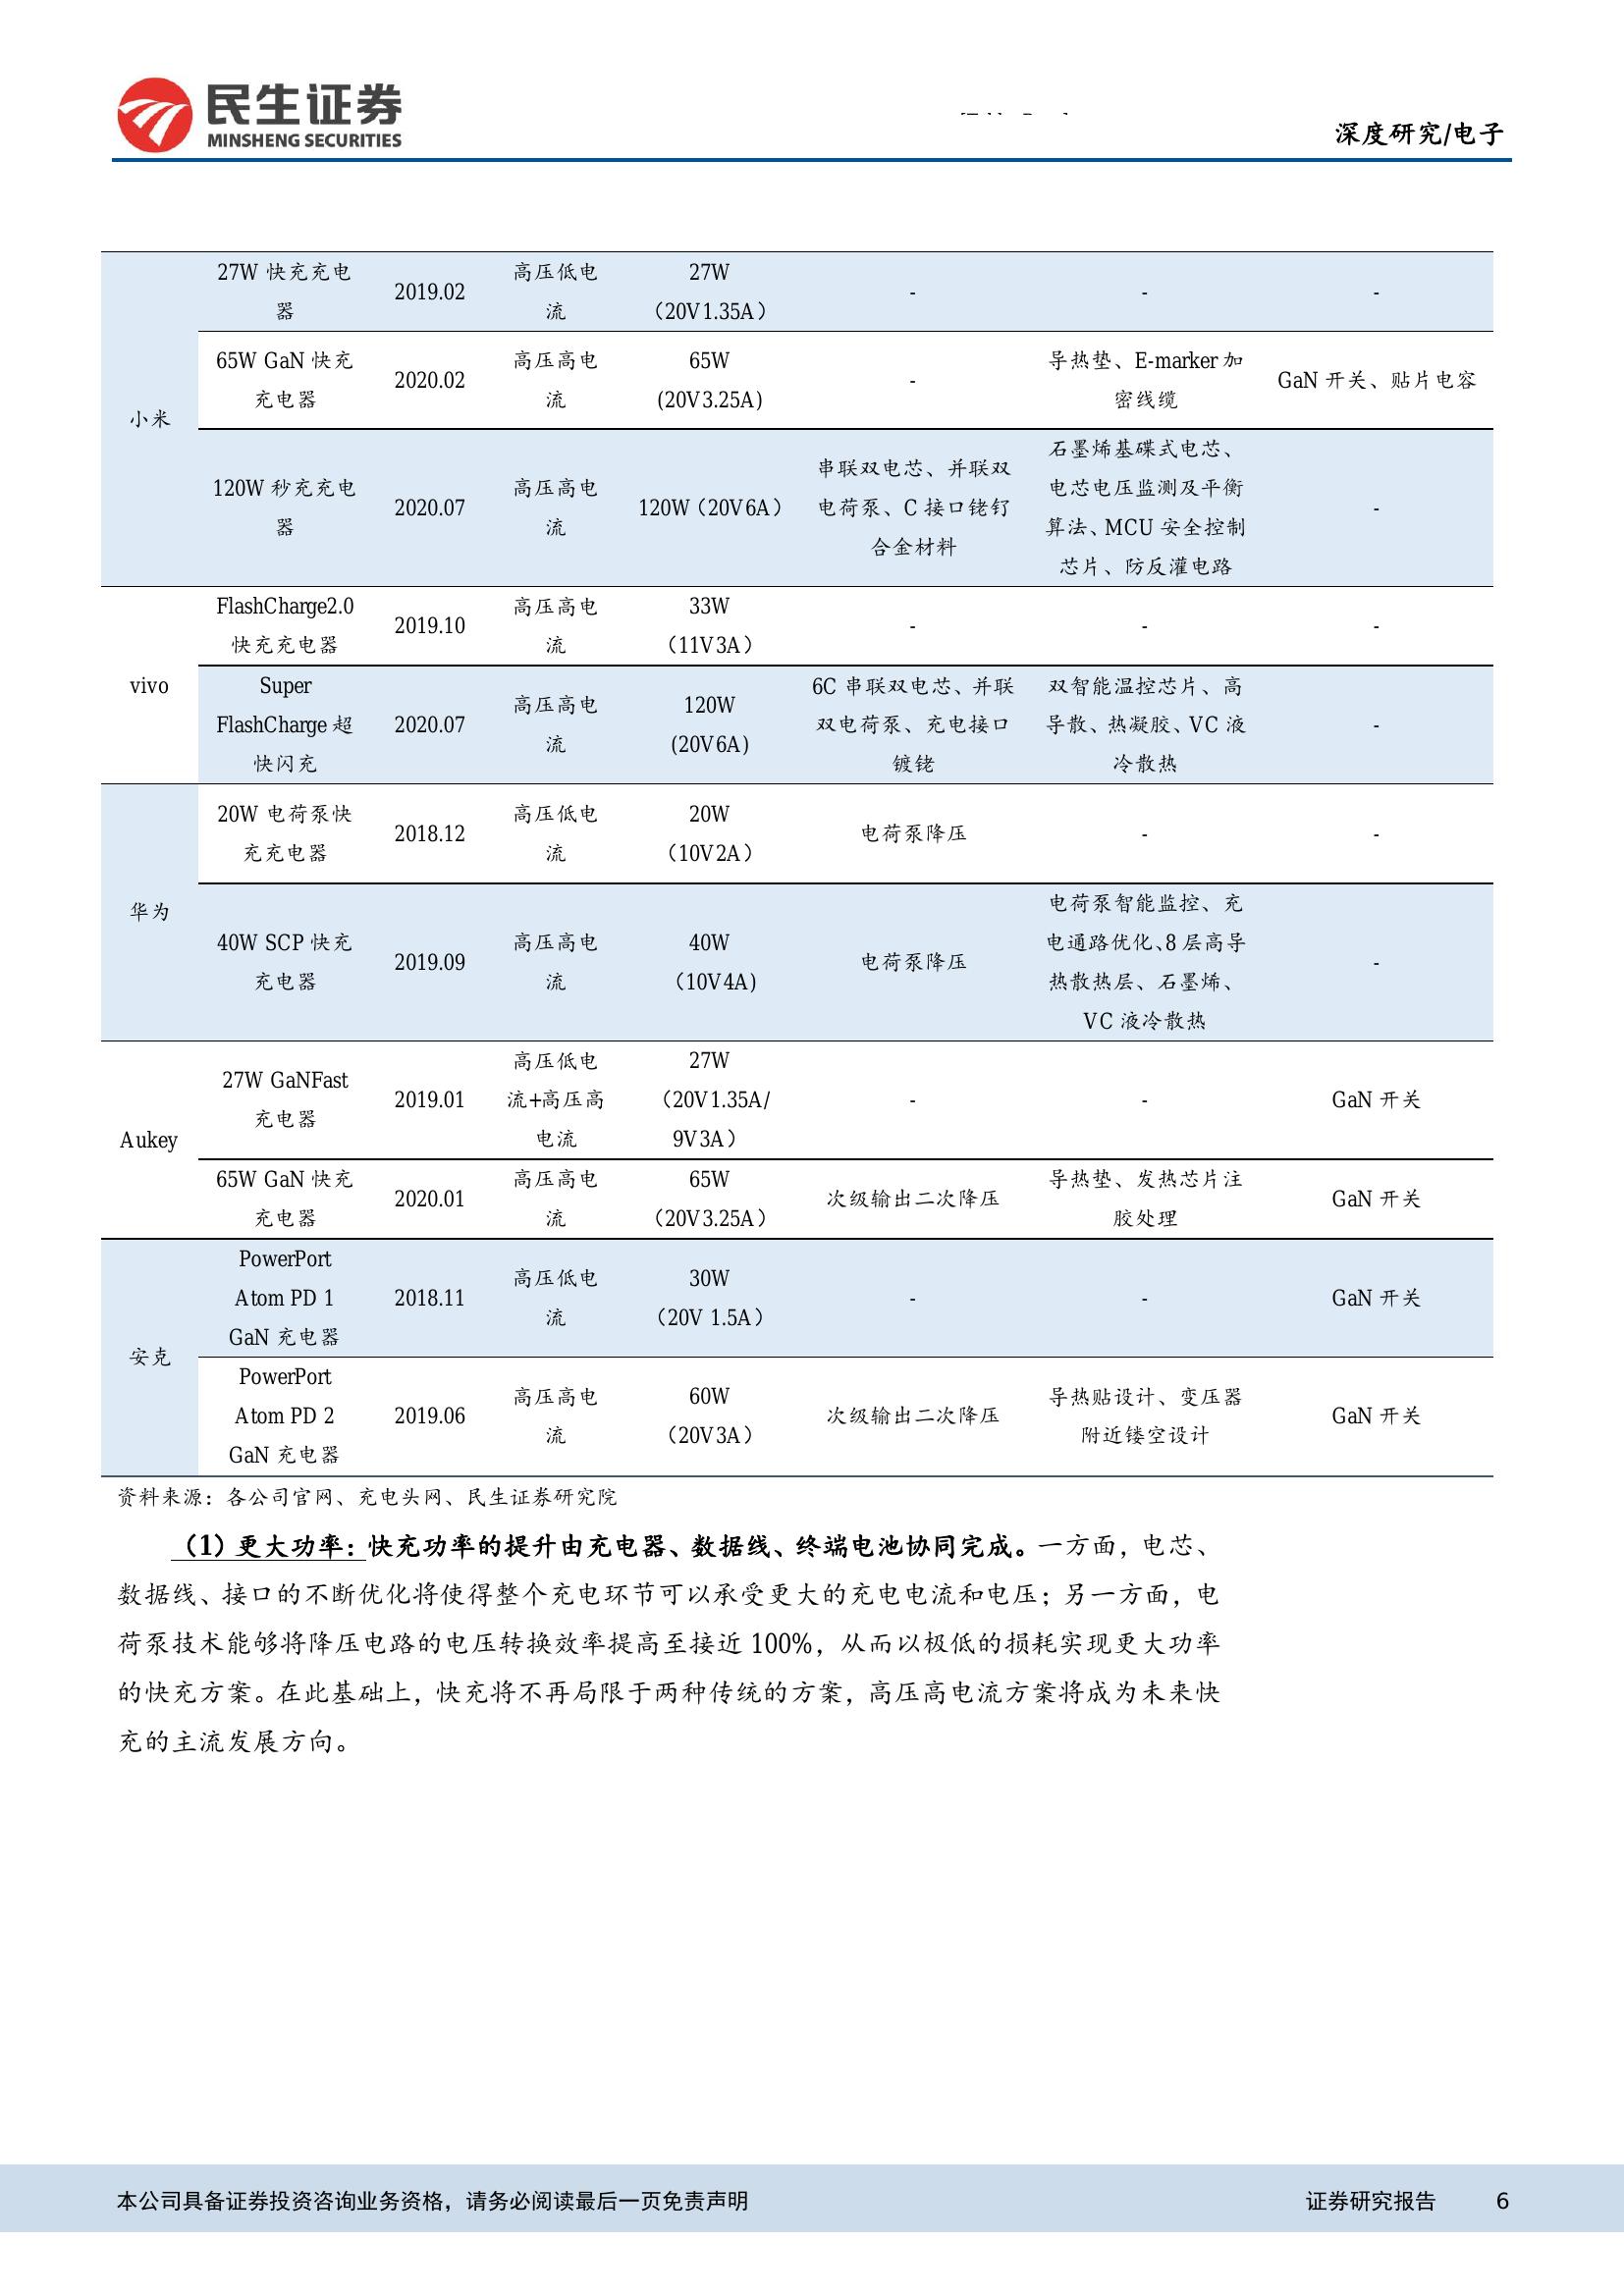 民生证券
MINSHENG SECURITIES
深度研究/电子
小米
27W 快充充电
器
2019.02
高压低电
流
27W
（20V1.35A）
-
-
-
65W GaN 快充
充电器
2020.02
高压高电
流
65W
(20V3.25A)
-
导热垫、E-marker 加
密线缆
GaN 开关、贴片电容
120W 秒充充电
器
2020.07
高压高电
流
120W（20V6A）
串联双电芯、并联双
电荷泵、C 接口铑钌
合金材料
石墨烯基碟式电芯、
电芯电压监测及平衡
算法、MCU 安全控制
芯片、防反灌电路
-
vivo
FlashCharge2.0
快充充电器
2019.10
高压高电
流
33W
（11V3A）
-
-
-
Super
FlashCharge 超
快闪充
2020.07
高压高电
流
120W
(20V6A)
6C 串联双电芯、并联
双电荷泵、充电接口
镀铑
双智能温控芯片、高
导散、热凝胶、VC 液
冷散热
-
华为
20W 电荷泵快
充充电器
2018.12
高压低电
流
20W
（10V2A）
电荷泵降压
-
-
40W SCP 快充
充电器
2019.09
高压高电
流
40W
（10V4A)
电荷泵降压
电荷泵智能监控、充
电通路优化、8 层高导
热散热层、石墨烯、
VC 液冷散热
-
Aukey
27W GaNFast
充电器
2019.01
高压低电
流+高压高
电流
27W
（20V1.35A/
9V3A）
-
-
GaN 开关
65W GaN 快充
充电器
2020.01
高压高电
流
65W
（20V3.25A）
次级输出二次降压
导热垫、发热芯片注
胶处理
GaN 开关
安克
PowerPort
Atom PD 1
GaN 充电器
2018.11
高压低电
流
30W
（20V 1.5A）
-
-
GaN 开关
PowerPort
Atom PD 2
GaN 充电器
2019.06
高压高电
流
60W
（20V3A）
次级输出二次降压
导热贴设计、变压器
附近镂空设计
GaN 开关
资料来源：各公司官网、充电头网、民生证券研究院
（1）更大功率：快充功率的提升由充电器、数据线、终端电池协同完成。一方面，电芯、
数据线、接口的不断优化将使得整个充电环节可以承受更大的充电电流和电压；另一方面，电
荷泵技术能够将降压电路的电压转换效率提高至接近 100%，从而以极低的损耗实现更大功率
的快充方案。在此基础上，快充将不再局限于两种传统的方案，高压高电流方案将成为未来快
充的主流发展方向。
本公司具备证券投资咨询业务资格，请务必阅读最后一页免责声明
证券研究报告
6